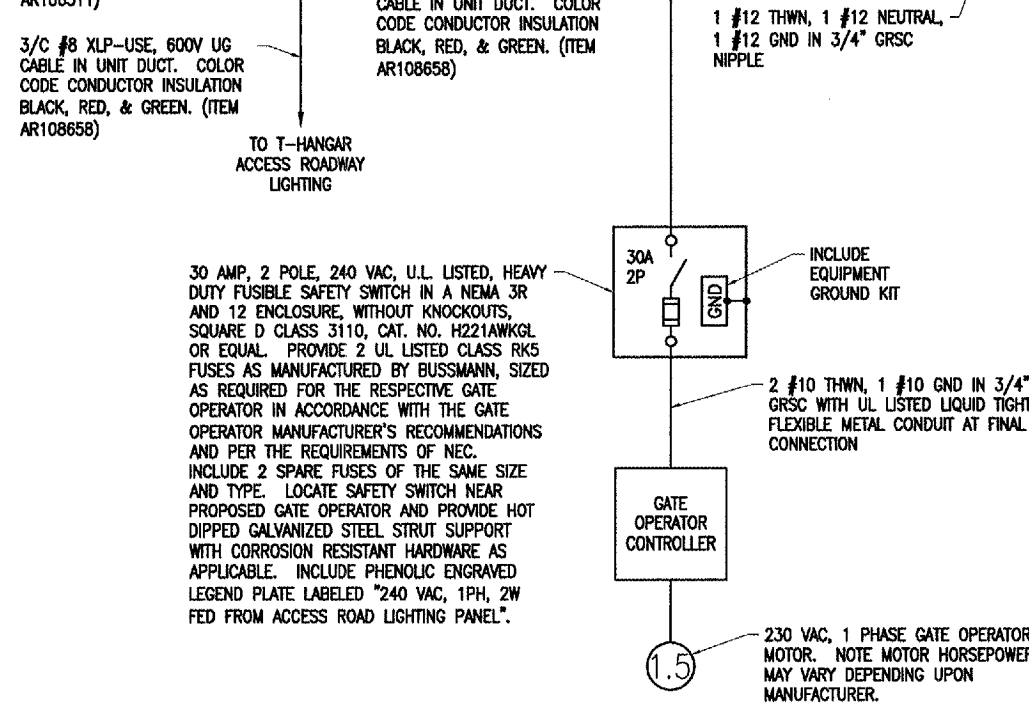 AR108511)
3/C #8 XLP-USE, 600V UG
CABLE IN UNIT DUCT. COLOR
CODE CONDUCTOR INSULATION
BLACK, RED, & GREEN. (ITEM
AR108658)
TO T-HANGAR
ACCESS ROADWAY
LIGHTING
CABLE IN UNIT DUCT. COLOR
CODE CONDUCTOR INSULATION
BLACK, RED, & GREEN. (ITEM
AR108658)
1 #12 THWN, 1 #12 NEUTRAL,
1 #12 GND IN 3/4" GRSC
NIPPLE
30A
2P
GND
INCLUDE
EQUIPMENT
GROUND KIT
30 AMP, 2 POLE, 240 VAC, U.L. LISTED, HEAVY
DUTY FUSIBLE SAFETY SWITCH IN A NEMA 3R
AND 12 ENCLOSURE, WITHOUT KNOCKOUTS,
SQUARE D CLASS 3110, CAT. NO. H221AWKGL
OR EQUAL. PROVIDE 2 UL LISTED CLASS RK5
FUSES AS MANUFACTURED BY BUSSMANN, SIZED
AS REQUIRED FOR THE RESPECTIVE GATE
OPERATOR IN ACCORDANCE WITH THE GATE
OPERATOR MANUFACTURER'S RECOMMENDATIONS
AND PER THE REQUIREMENTS OF NEC.
INCLUDE 2 SPARE FUSES OF THE SAME SIZE
AND TYPE. LOCATE SAFETY SWITCH NEAR
PROPOSED GATE OPERATOR AND PROVIDE HOT
DIPPED GALVANIZED STEEL STRUT SUPPORT
WITH CORROSION RESISTANT HARDWARE AS
APPLICABLE. INCLUDE PHENOLIC ENGRAVED
LEGEND PLATE LABELED "240 VAC, 1PH, 2W
FED FROM ACCESS ROAD LIGHTING PANEL".
2 #10 THWN, 1 #10 GND IN 3/4"
GRSC WITH UL LISTED LIQUID TIGHT
FLEXIBLE METAL CONDUIT AT FINAL
CONNECTION
GATE
OPERATOR
CONTROLLER
1.5
230 VAC, 1 PHASE GATE OPERATOR
MOTOR. NOTE MOTOR HORSEPOWER
MAY VARY DEPENDING UPON
MANUFACTURER.